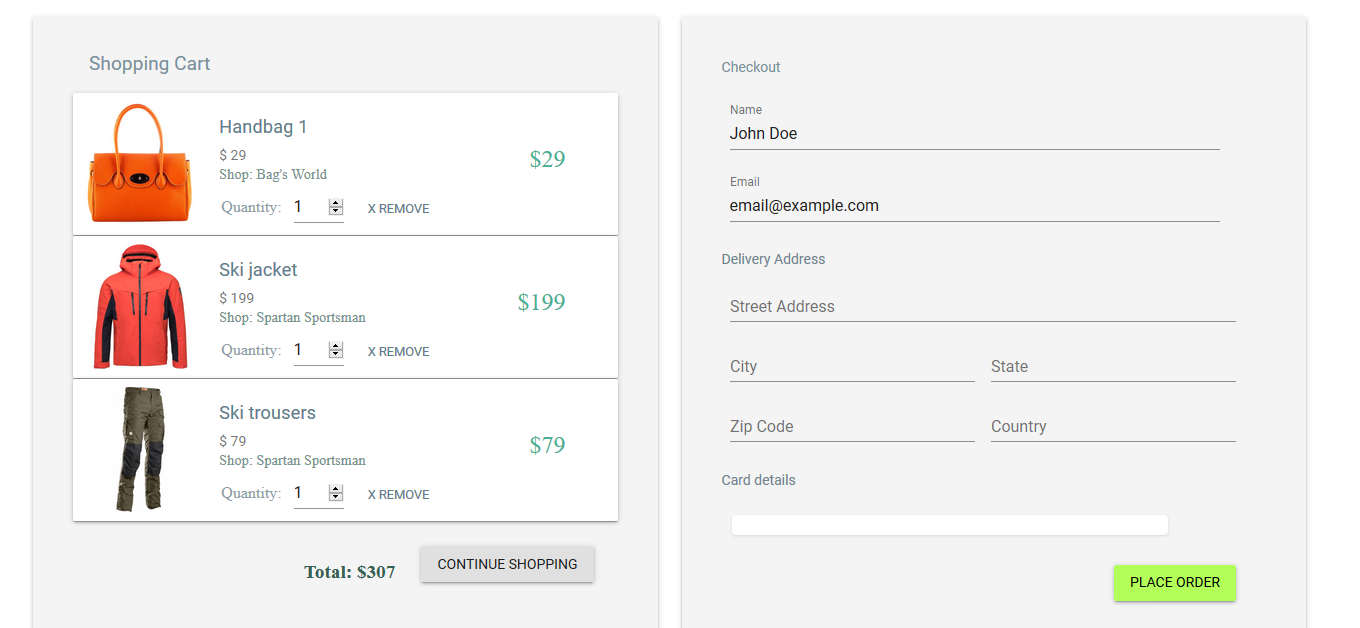 Shopping Cart
Handbag 1
$ 29
Shop: Bag's World
$29
Quantity: 1 X REMOVE
Ski jacket
$ 199
Shop: Spartan Sportsman
$199
Quantity: 1 X REMOVE
Ski trousers
$ 79
Shop: Spartan Sportsman
$79
Quantity: 1 X REMOVE
Total: $307
CONTINUE SHOPPING
Checkout
Name
John Doe
Email
email@example.com
Delivery Address
Street Address
City State
Zip Code Country
Card details
PLACE ORDER